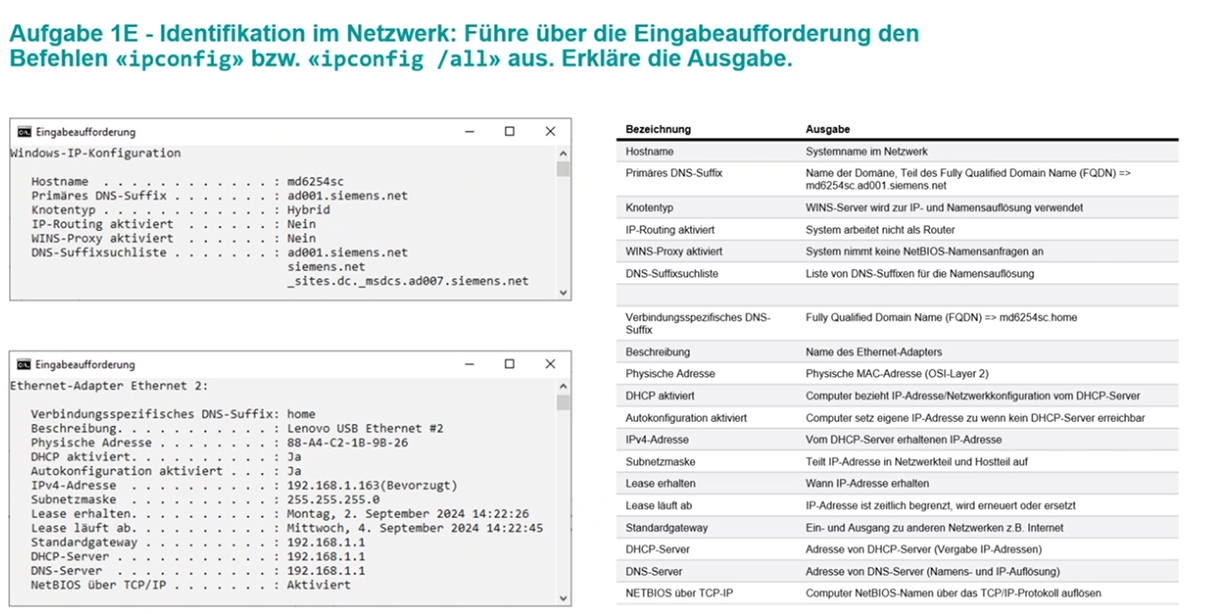 Aufgabe 1E - Identifikation im Netzwerk: Führe über die Eingabeaufforderung den
Befehlen «ipconfig» bzw. «ipconfig /all» aus. Erkläre die Ausgabe.
Eingabeaufforderung
Windows-IP-Konfiguration
Hostname . . . . . . . . . . . . : md6254sc
Primäres DNS-Suffix . . . . . . . : ad001.siemens.net
Knotentyp . . . . . . . . . . . . : Hybrid
IP-Routing aktiviert . . . . . . : Nein
WINS-Proxy aktiviert . . . . . . : Nein
DNS-Suffixsuchliste . . . . . . . : ad001.siemens.net
siemens.net
_sites.dc._msdcs.ad007.siemens.net
Eingabeaufforderung
Ethernet-Adapter Ethernet 2:
Verbindungsspezifisches DNS-Suffix: home
Beschreibung. . . . . . . . . . . : Lenovo USB Ethernet #2
Physische Adresse . . . . . . . . : 88-A4-C2-1B-9B-26
DHCP aktiviert. . . . . . . . . . : Ja
Autokonfiguration aktiviert . . . : Ja
IPv4-Adresse . . . . . . . . . . : 192.168.1.163(Bevorzugt)
Subnetzmaske . . . . . . . . . . : 255.255.255.0
Lease erhalten. . . . . . . . . . : Montag, 2. September 2024 14:22:26
Lease läuft ab. . . . . . . . . . : Mittwoch, 4. September 2024 14:22:45
Standardgateway . . . . . . . . . : 192.168.1.1
DHCP-Server . . . . . . . . . . . : 192.168.1.1
DNS-Server . . . . . . . . . . . : 192.168.1.1
NetBIOS über TCP/IP . . . . . . . : Aktiviert
Bezeichnung Ausgabe
Hostname Systemname im Netzwerk
Primäres DNS-Suffix Name der Domäne, Teil des Fully Qualified Domain Name (FQDN) =>
md6254sc.ad001.siemens.net
Knotentyp WINS-Server wird zur IP- und Namensauflösung verwendet
IP-Routing aktiviert System arbeitet nicht als Router
WINS-Proxy aktiviert System nimmt keine NetBIOS-Namensanfragen an
DNS-Suffixsuchliste Liste von DNS-Suffixen für die Namensauflösung
Verbindungsspezifisches DNS- Fully Qualified Domain Name (FQDN) => md6254sc.home
Suffix
Beschreibung Name des Ethernet-Adapters
Physische Adresse Physische MAC-Adresse (OSI-Layer 2)
DHCP aktiviert Computer bezieht IP-Adresse/Netzwerkkonfiguration vom DHCP-Server
Autokonfiguration aktiviert Computer setz eigene IP-Adresse zu wenn kein DHCP-Server erreichbar
IPv4-Adresse Vom DHCP-Server erhaltenen IP-Adresse
Subnetzmaske Teilt IP-Adresse in Netzwerkteil und Hostteil auf
Lease erhalten Wann IP-Adresse erhalten
Lease läuft ab IP-Adresse ist zeitlich begrenzt, wird erneuert oder ersetzt
Standardgateway Ein- und Ausgang zu anderen Netzwerken z.B. Internet
DHCP-Server Adresse von DHCP-Server (Vergabe IP-Adressen)
DNS-Server Adresse von DNS-Server (Namens- und IP-Auflösung)
NETBIOS über TCP-IP Computer NetBIOS-Namen über das TCP/IP-Protokoll auflösen